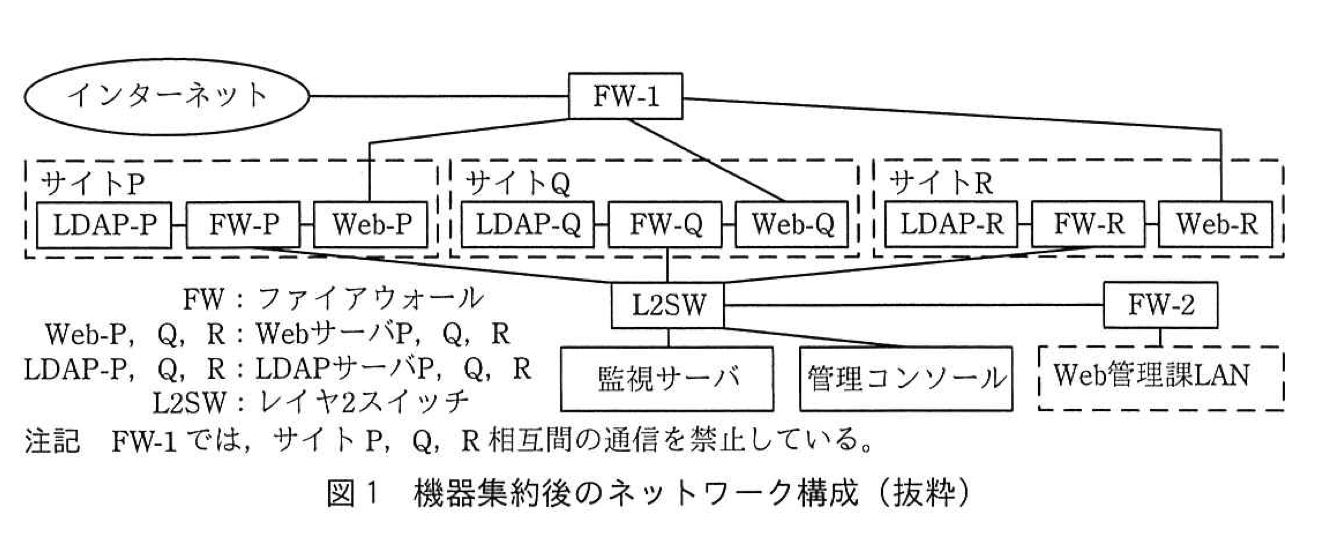 インターネット
FW-1
サイトP
LDAP-P
FW-P
Web-P
サイトQ
LDAP-Q
FW-Q
Web-Q
サイトR
LDAP-R
FW-R
Web-R
L2SW
FW-2
監視サーバ
管理コンソール
Web管理課LAN
FW：ファイアウォール
Web-P，Q，R：WebサーバP，Q，R
LDAP-P，Q，R：LDAPサーバP，Q，R
L2SW：レイヤ2スイッチ
注記　FW-1では，サイトP，Q，R相互間の通信を禁止している。
図1　機器集約後のネットワーク構成（抜粋）